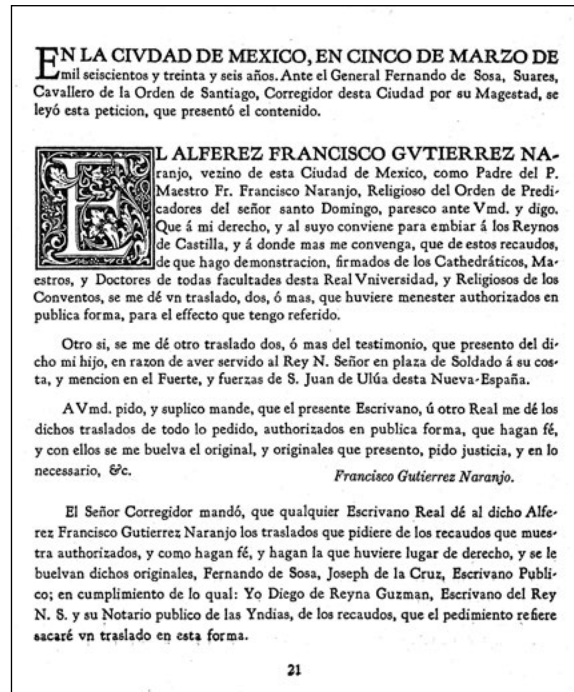 EN LA CIVDAD DE MEXICO, EN CINCO DE MARZO DE
mil seiscientos y treinta y seis años. Ante el General Fernando de Sosa, Suares,
Cavallero de la Orden de Santiago, Corregidor desta Ciudad por su Magestad, se
leyó esta peticion, que presentó el contenido.
EL ALFEREZ FRANCISCO GVTIERREZ NA-
ranjo, vezino de esta Ciudad de Mexico, como Padre del P.
Maestro Fr. Francisco Naranjo, Religioso del Orden de Predi-
cadores del señor santo Domingo, paresco ante Vmd. y digo.
Que á mi derecho, y al suyo conviene para embiar á los Reynos
de Castilla, y á donde mas me convenga, que de estos recaudos,
de que hago demonstracion, firmados de los Cathedráticos, Ma-
estros, y Doctores de todas facultades desta Real Vniversidad, y Religiosos de los
Conventos, se me dé vn traslado, dos, ó mas, que huviere menester authorizados en
publica forma, para el effecto que tengo referido.
Otro si, se me dé otro traslado dos, ó mas del testimonio, que presento del di-
cho mi hijo, en razon de aver servido al Rey N. Señor en plaza de Soldado á su cos-
ta, y mencion en el Fuerte, y fuerzas de S. Juan de Ulúa desta Nueva-España.
A Vmd. pido, y suplico mande, que el presente Escrivano, ú otro Real me dé los
dichos traslados de todo lo pedido, authorizados en publica forma, que hagan fé,
y con ellos se me buelva el original, y originales que presento, pido justicia, y en lo
necessario, &c. Francisco Gutierrez Naranjo.
El Señor Corregidor mandó, que qualquier Escrivano Real dé al dicho Alfe-
rez Francisco Gutierrez Naranjo los traslados que pidiere de los recaudos que mues-
tra authorizados, y como hagan fé, y hagan la que huviere lugar de derecho, y se le
buelvan dichos originales, Fernando de Sosa, Joseph de la Cruz, Escrivano Publi-
co; en cumplimiento de lo qual: Yo Diego de Reyna Guzman, Escrivano del Rey
N. S. y su Notario publico de las Yndias, de los recaudos, que el pedimiento refiere
sacaré vn traslado en esta forma.
21